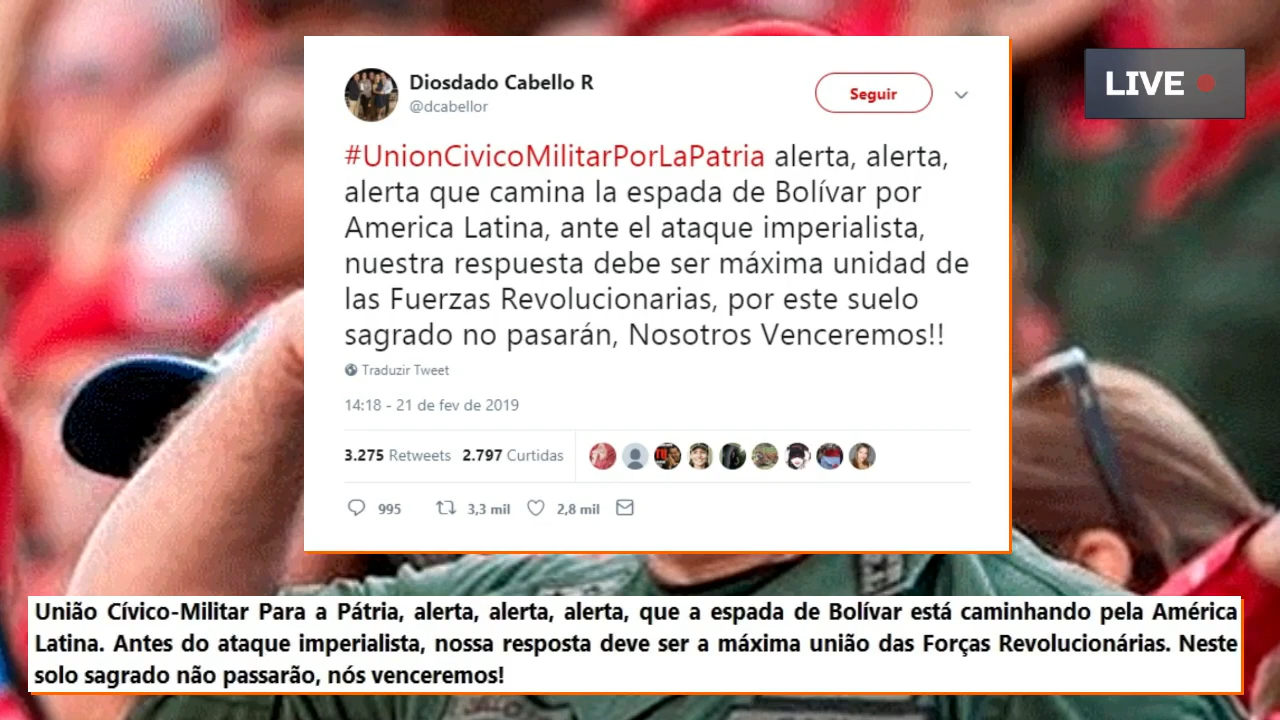 Diosdado Cabello R
@dcabellor
Seguir
LIVE
#UnionCivicoMilitarPorLaPatria alerta, alerta,
alerta que camina la espada de Bolívar por
America Latina, ante el ataque imperialista,
nuestra respuesta debe ser máxima unidad de
las Fuerzas Revolucionarias, por este suelo
sagrado no pasarán, Nosotros Venceremos!!
Traduzir Tweet
14:18 - 21 de fev de 2019
3.275 Retweets 2.797 Curtidas
995 3,3 mil 2,8 mil
União Cívico-Militar Para a Pátria, alerta, alerta, alerta, que a espada de Bolívar está caminhando pela América
Latina. Antes do ataque imperialista, nossa resposta deve ser a máxima união das Forças Revolucionárias. Neste
solo sagrado não passarão, nós venceremos!